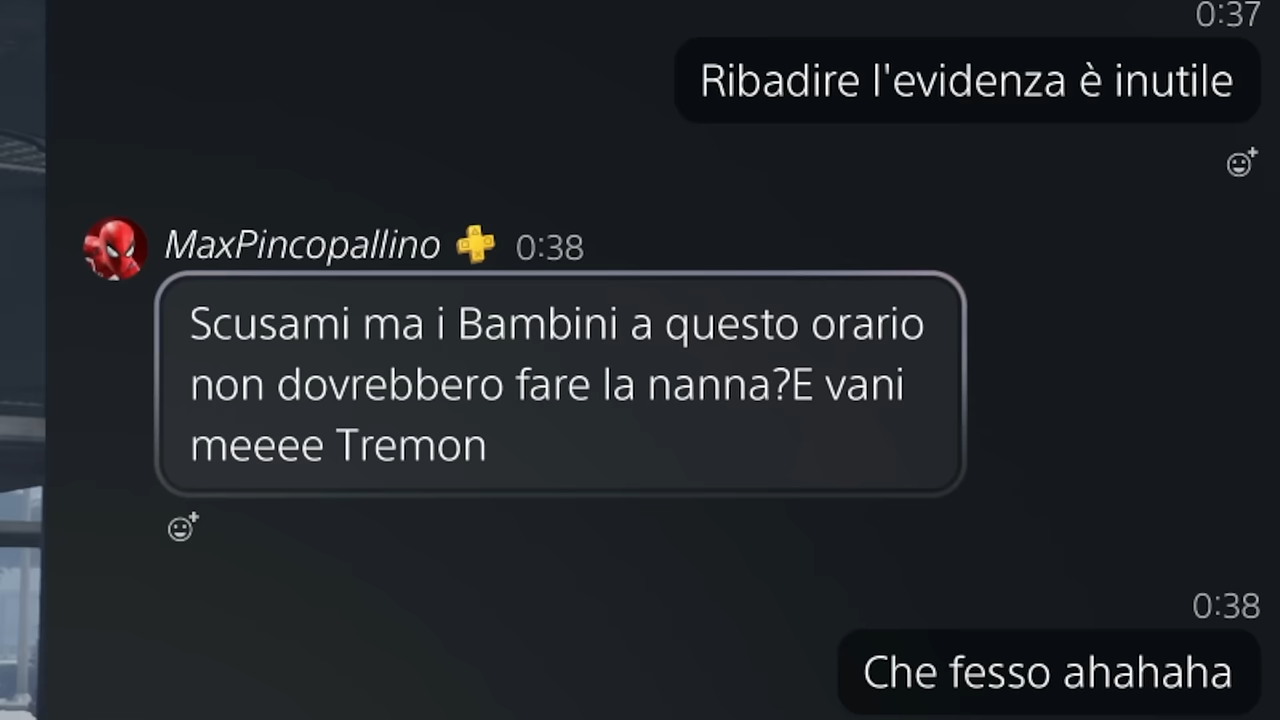 0:37
Ribadire l'evidenza è inutile
MaxPincopallino 0:38
Scusami ma i Bambini a questo orario
non dovrebbero fare la nanna?E vani
meeee Tremon
0:38
Che fesso ahahaha